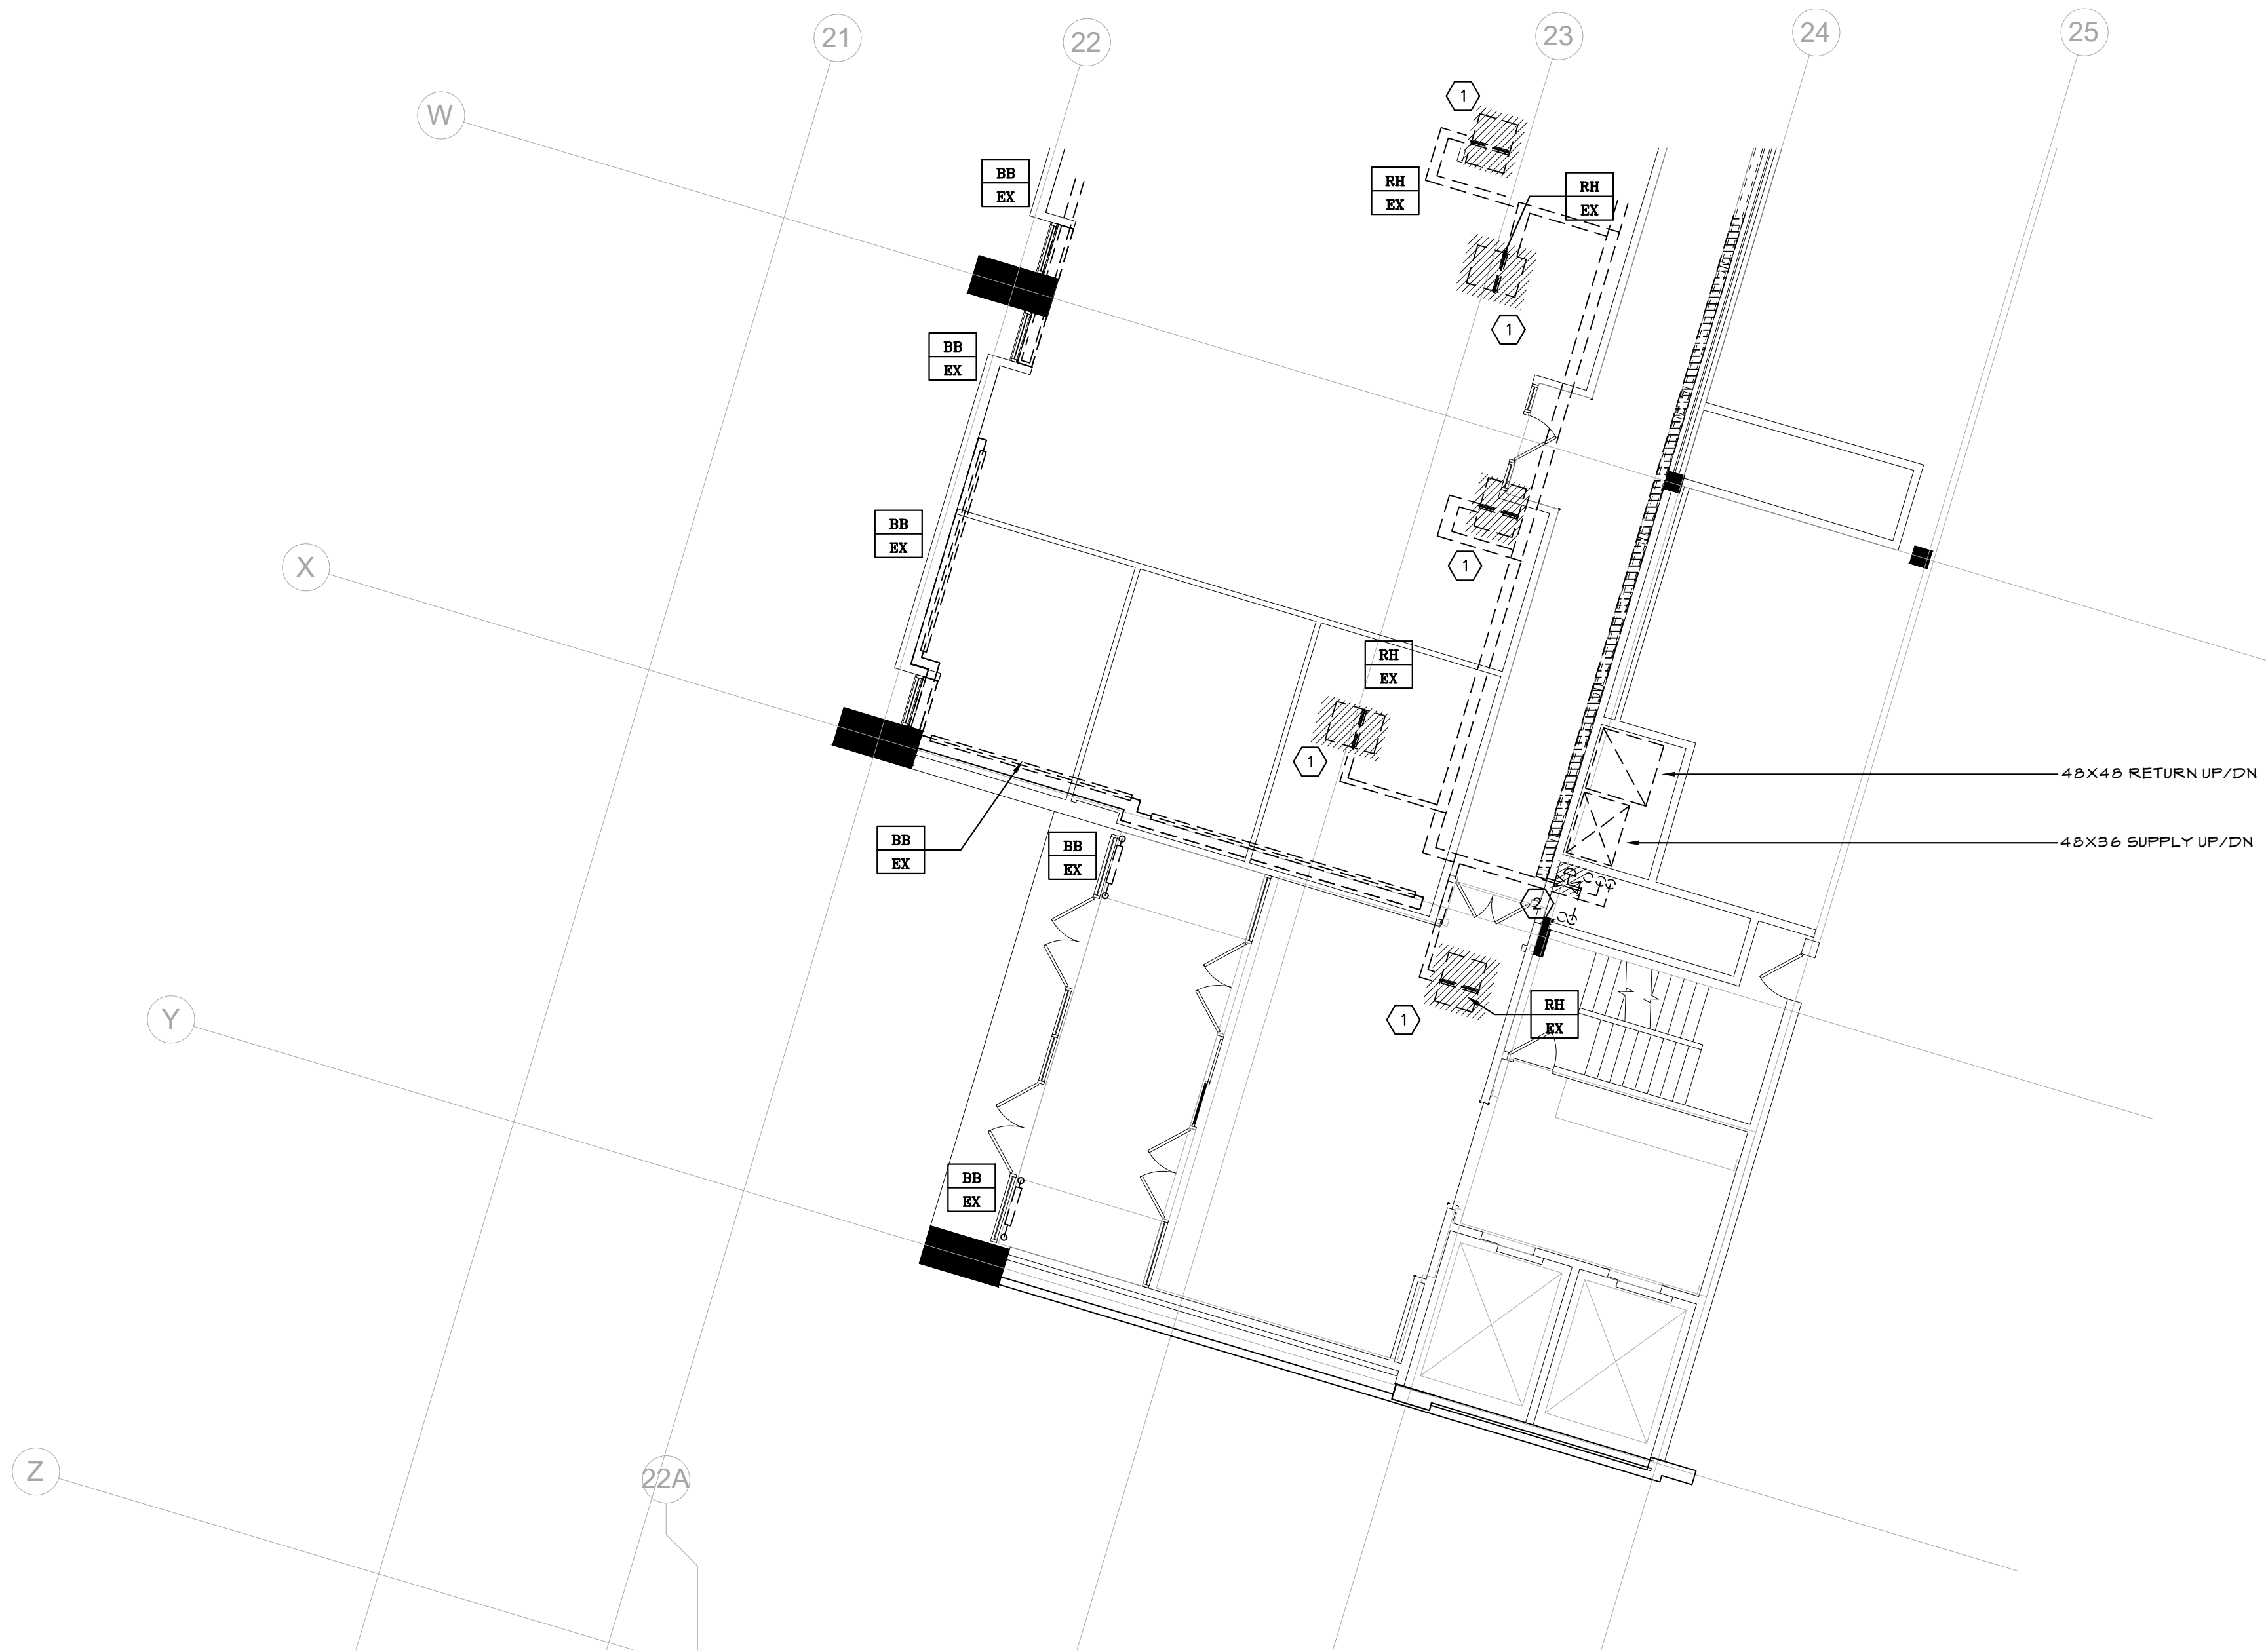 21
22
23
24
25
W
1
BB
EX
RH
EX
RH
EX
1
BB
EX
BB
EX
1
X
RH
EX
1
48X48 RETURN UP/DN
BB
EX
BB
EX
48X36 SUPPLY UP/DN
2
Y
1
RH
EX
BB
EX
Z
22A